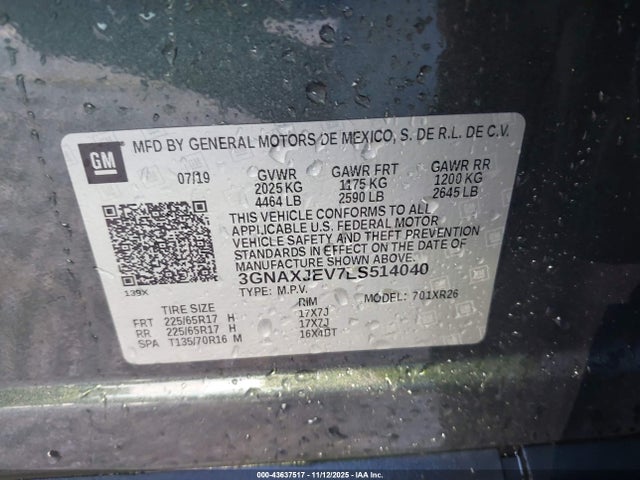 GM
MFD BY GENERAL MOTORS DE MEXICO, S. DE R.L. DE C.V.
07/19 GVWR GAWR FRT GAWR RR
2025 KG 1175 KG 1200 KG
4464 LB 2590 LB 2645 LB
THIS VEHICLE CONFORMS TO ALL
APPLICABLE U.S. FEDERAL MOTOR
VEHICLE SAFETY AND THEFT
PREVENTION STANDARDS IN EFFECT
ON THE DATE OF MANUFACTURE
SHOWN ABOVE.
3GNAXJEV7LS514040
139X
TYPE: M.P.V. MODEL: 701XR26
TIRE SIZE RIM
FRT 225/65R17 H 17X7J
RR 225/65R17 H 17X7J
SPA T135/70R16 M 16X4DT
000-43637517 - 11/12/2025 - IAA Inc.